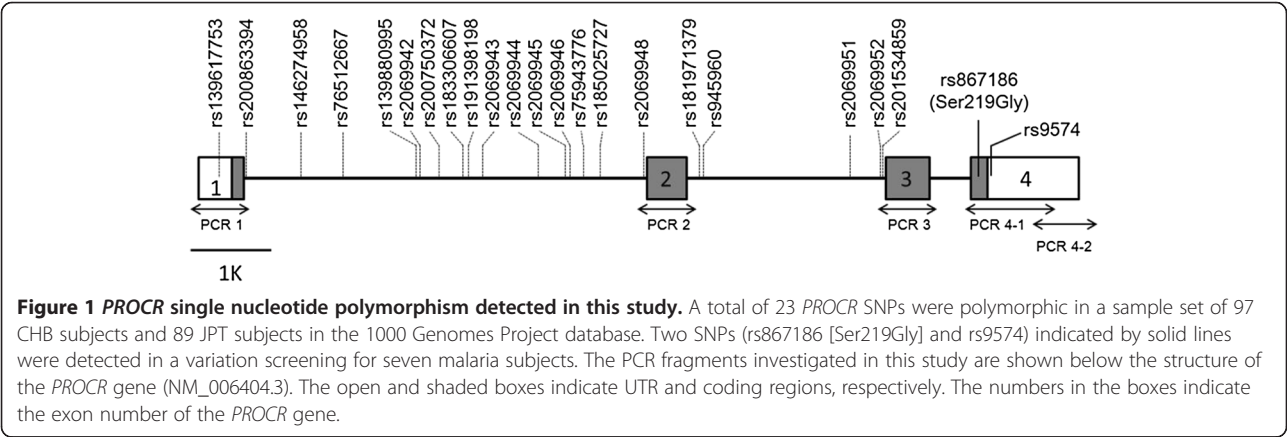 rs139617753
rs200863394
rs146274958
rs76512667
rs139880995
rs2069942
rs200750372
rs183306607
rs191398198
rs2069943
rs2069944
rs2069945
rs2069946
rs75943776
rs185025727
rs2069948
rs181971379
rs945960
rs2069951
rs2069952
rs201534859
rs867186
(Ser219Gly)
rs9574
1
2
3
4
PCR 1
PCR 2
PCR 3
PCR 4-1
PCR 4-2
1K
Figure 1 PROCR single nucleotide polymorphism detected in this study. A total of 23 PROCR SNPs were polymorphic in a sample set of 97
CHB subjects and 89 JPT subjects in the 1000 Genomes Project database. Two SNPs (rs867186 [Ser219Gly] and rs9574) indicated by solid lines
were detected in a variation screening for seven malaria subjects. The PCR fragments investigated in this study are shown below the structure of
the PROCR gene (NM_006404.3). The open and shaded boxes indicate UTR and coding regions, respectively. The numbers in the boxes indicate
the exon number of the PROCR gene.